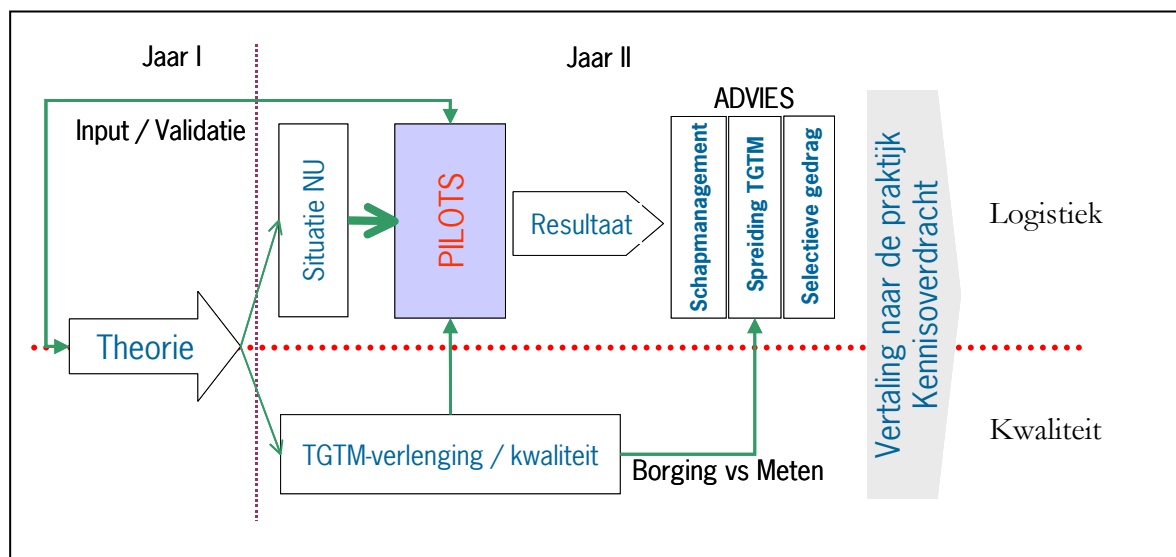 Jaar I
Jaar II
Input / Validatie
ADVIES
Situatie NU
PILOTS
Resultaat
Schapmanagement
Spreiding TGTM
Selectieve gedrag
Vertaling naar de praktijk
Kennisoverdracht
Logistiek
Theorie
TGTM-verlenging / kwaliteit
Borging vs Meten
Kwaliteit